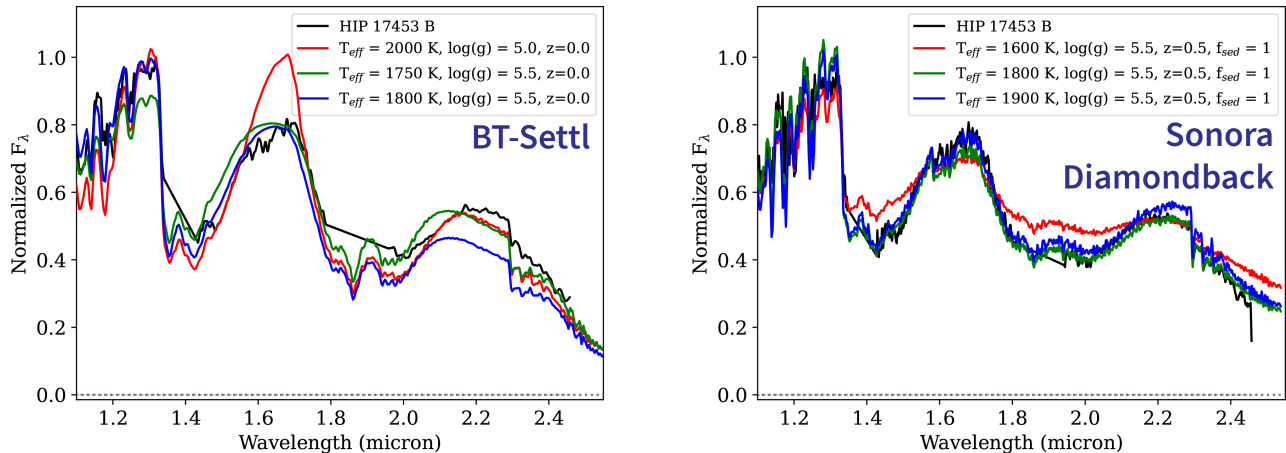 HIP 17453 B
T_eff = 2000 K, log(g) = 5.0, z=0.0
T_eff = 1750 K, log(g) = 5.5, z=0.0
T_eff = 1800 K, log(g) = 5.5, z=0.0
BT-Settl
1.0
0.8
0.6
0.4
0.2
0.0
Normalized F_λ
1.2 1.4 1.6 1.8 2.0 2.2 2.4
Wavelength (micron)
HIP 17453 B
T_eff = 1600 K, log(g) = 5.5, z=0.5, f_sed = 1
T_eff = 1800 K, log(g) = 5.5, z=0.5, f_sed = 1
T_eff = 1900 K, log(g) = 5.5, z=0.5, f_sed = 1
Sonora
Diamondback
1.0
0.8
0.6
0.4
0.2
0.0
Normalized F_λ
1.2 1.4 1.6 1.8 2.0 2.2 2.4
Wavelength (micron)